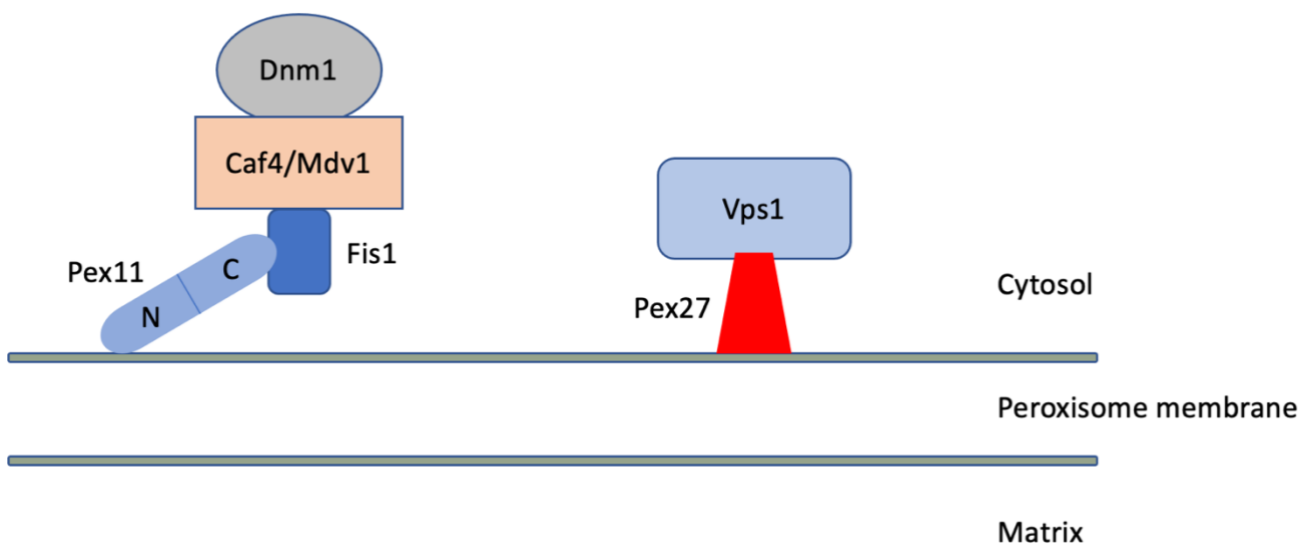 Dnm1
Caf4/Mdv1
Vps1
Fis1
Pex11
C
N
Pex27
Cytosol
Peroxisome membrane
Matrix